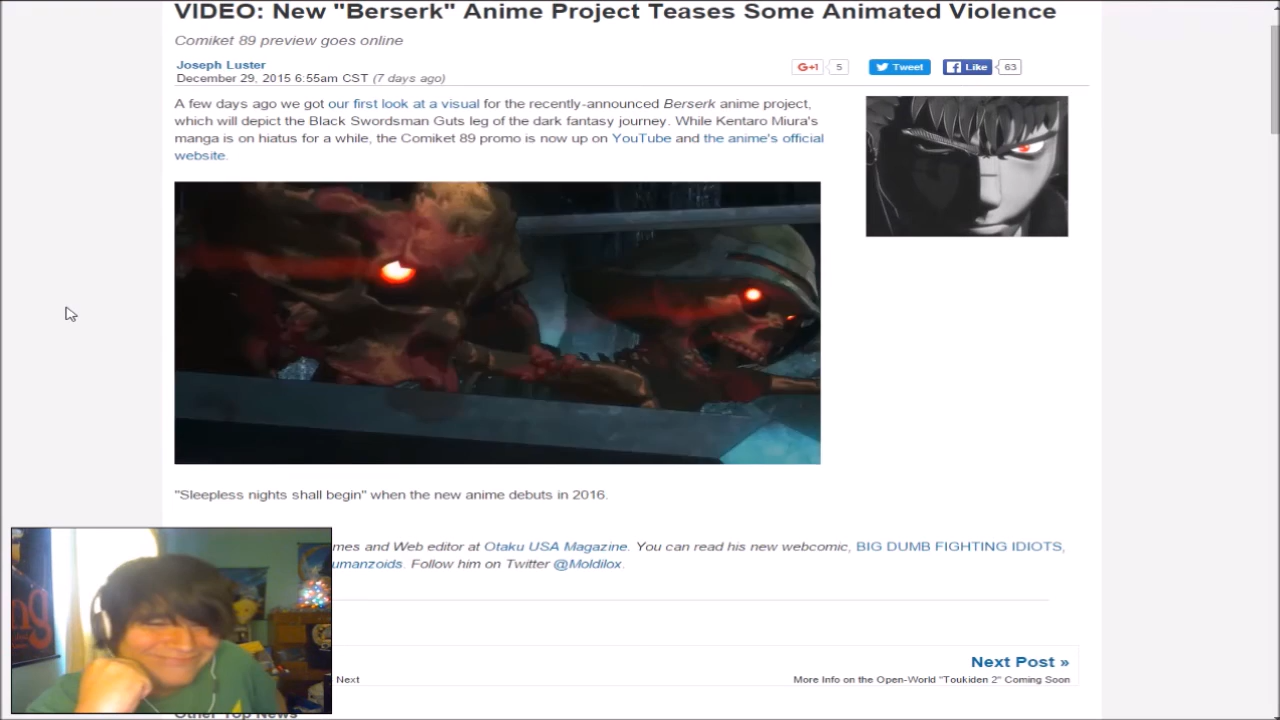 VIDEO: New "Berserk" Anime Project Teases Some Animated Violence
Comiket 89 preview goes online
Joseph Luster
December 29, 2015 6:55am CST (7 days ago)
G+1 5 Tweet Like 63
A few days ago we got our first look at a visual for the recently-announced Berserk anime project,
which will depict the Black Swordsman Guts leg of the dark fantasy journey. While Kentaro Miura's
manga is on hiatus for a while, the Comiket 89 promo is now up on YouTube and the anime's official
website.
"Sleepless nights shall begin" when the new anime debuts in 2016.
mes and Web editor at Otaku USA Magazine. You can read his new webcomic, BIG DUMB FIGHTING IDIOTS,
umanzoids. Follow him on Twitter @Moldilox.
ng
Next Post »
Next
More Info on the Open-World "Toukiden 2" Coming Soon
Other Top News